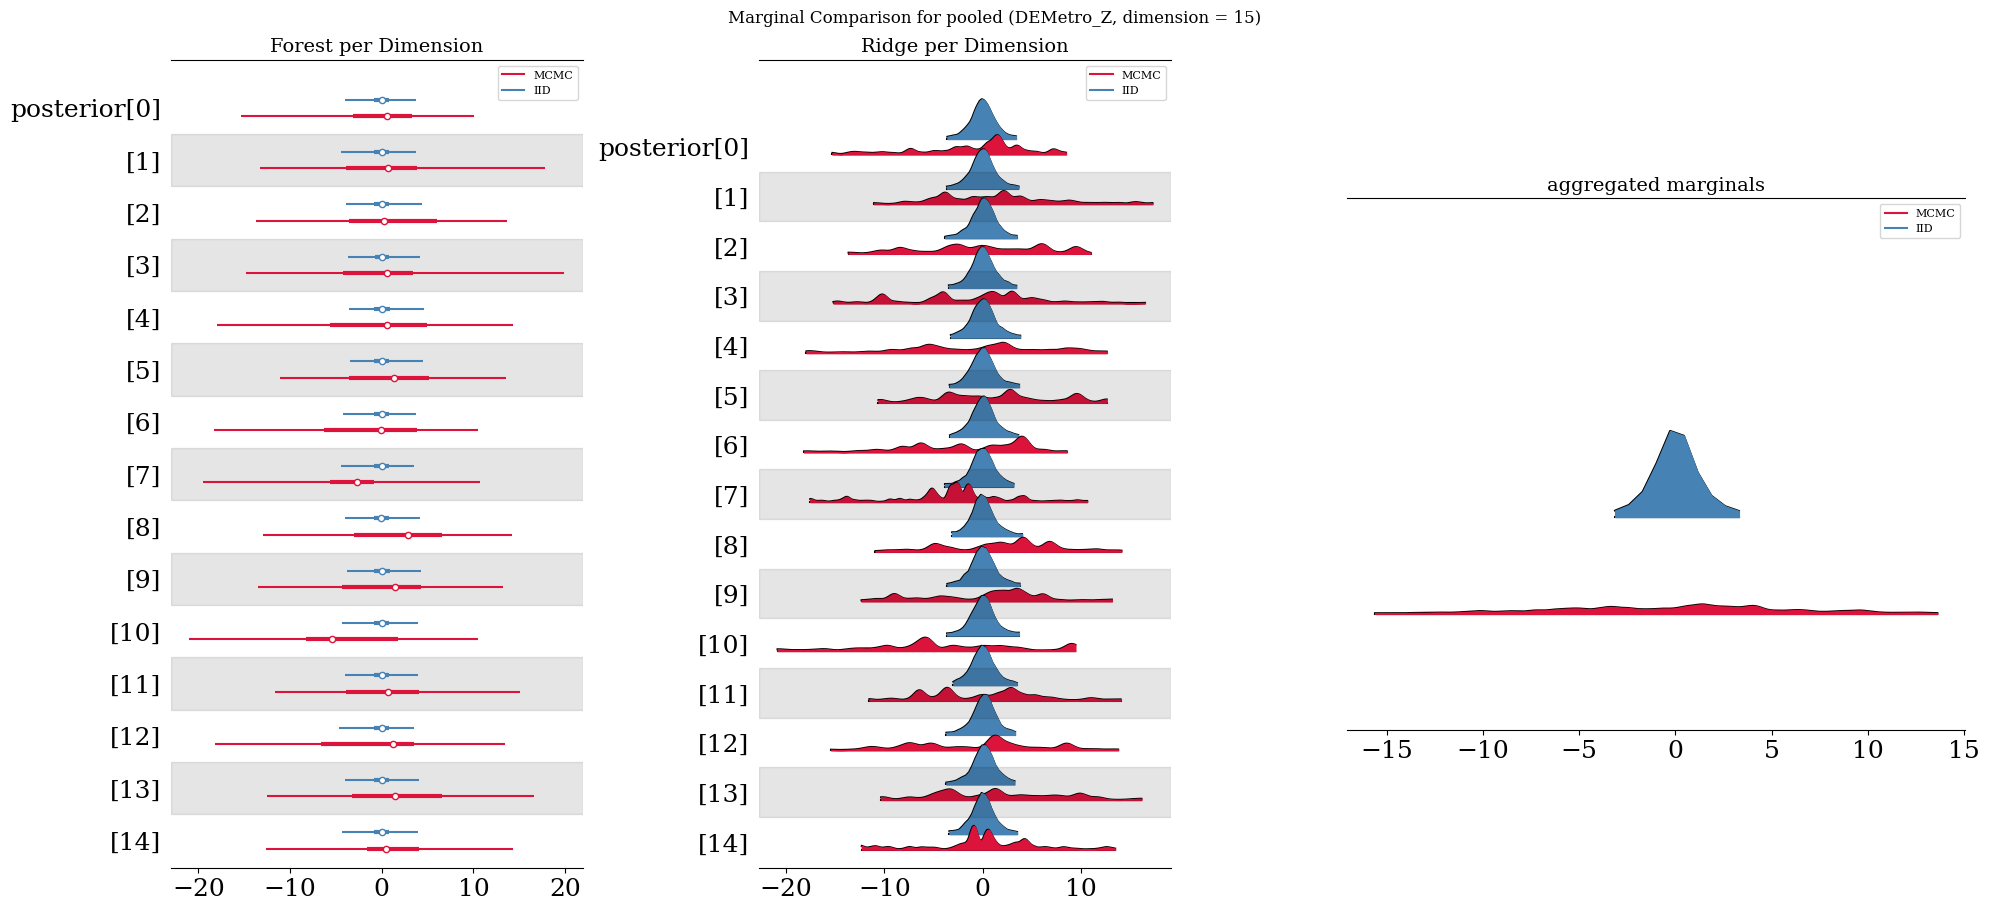 Marginal Comparison for pooled (DEMetro_Z, dimension = 15)
Forest per Dimension
MCMC
IID
posterior[0]
[1]
[2]
[3]
[4]
[5]
[6]
[7]
[8]
[9]
[10]
[11]
[12]
[13]
[14]
−20 −10 0 10 20
Ridge per Dimension
MCMC
IID
posterior[0]
[1]
[2]
[3]
[4]
[5]
[6]
[7]
[8]
[9]
[10]
[11]
[12]
[13]
[14]
−20 −10 0 10
aggregated marginals
MCMC
IID
−15 −10 −5 0 5 10 15